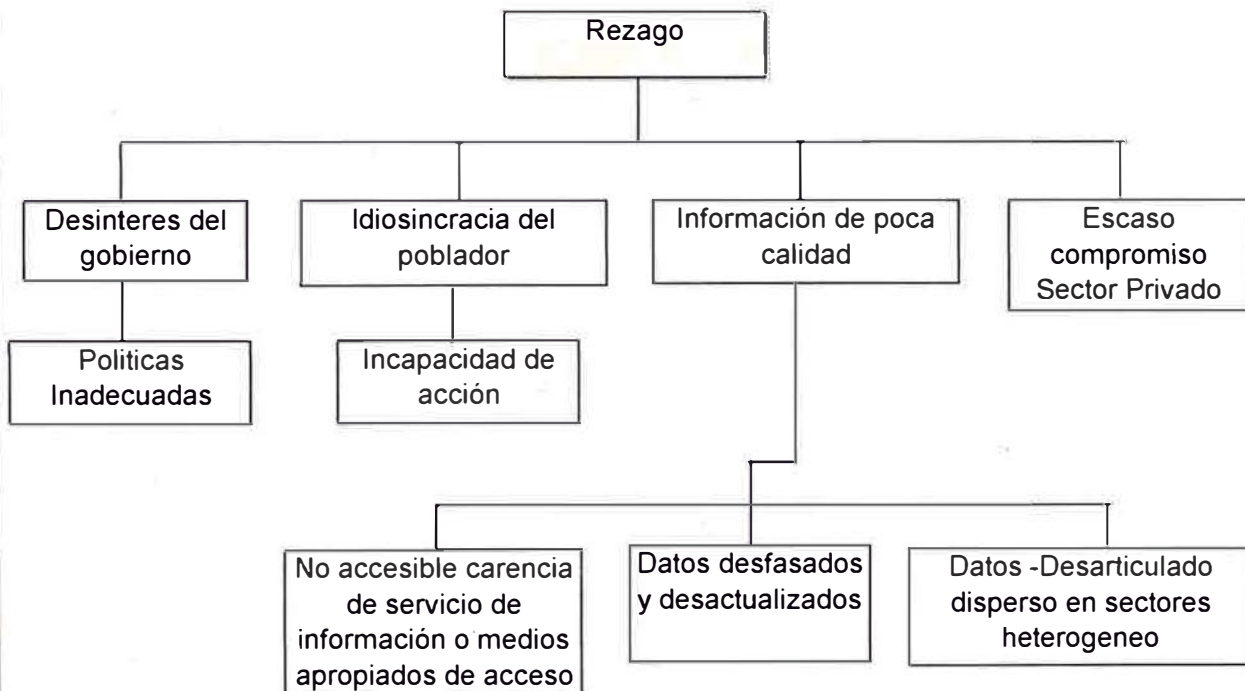 Rezago
Desinteres del
gobierno
Idiosincracia del
poblador
Información de poca
calidad
Escaso
compromiso
Sector Privado
Politicas
Inadecuadas
Incapacidad de
acción
No accesible carencia
de servicio de
información o medios
apropiados de acceso
Datos desfasados
y desactualizados
Datos -Desarticulado
disperso en sectores
heterogeneo